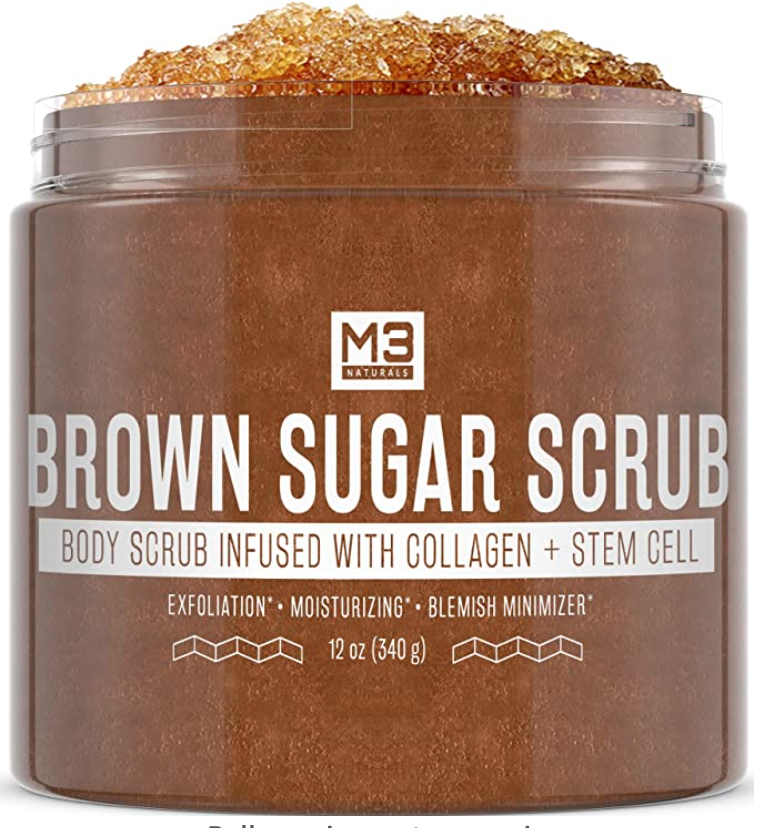 M3
NATURALS
BROWN SUGAR SCRUB
BODY SCRUB INFUSED WITH COLLAGEN + STEM CELL
EXFOLIATION* • MOISTURIZING* • BLEMISH MINIMIZER*
12 oz (340 g)